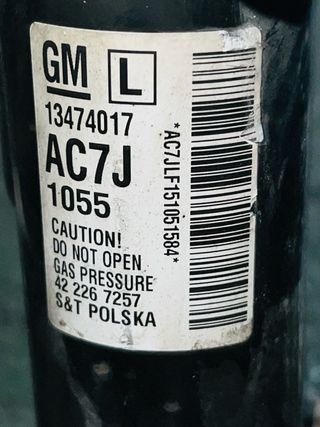 GM L
13474017
AC7J
1055
CAUTION!
DO NOT OPEN
GAS PRESSURE
42 226 7257
S&T POLSKA
*AC7JLF151051584*